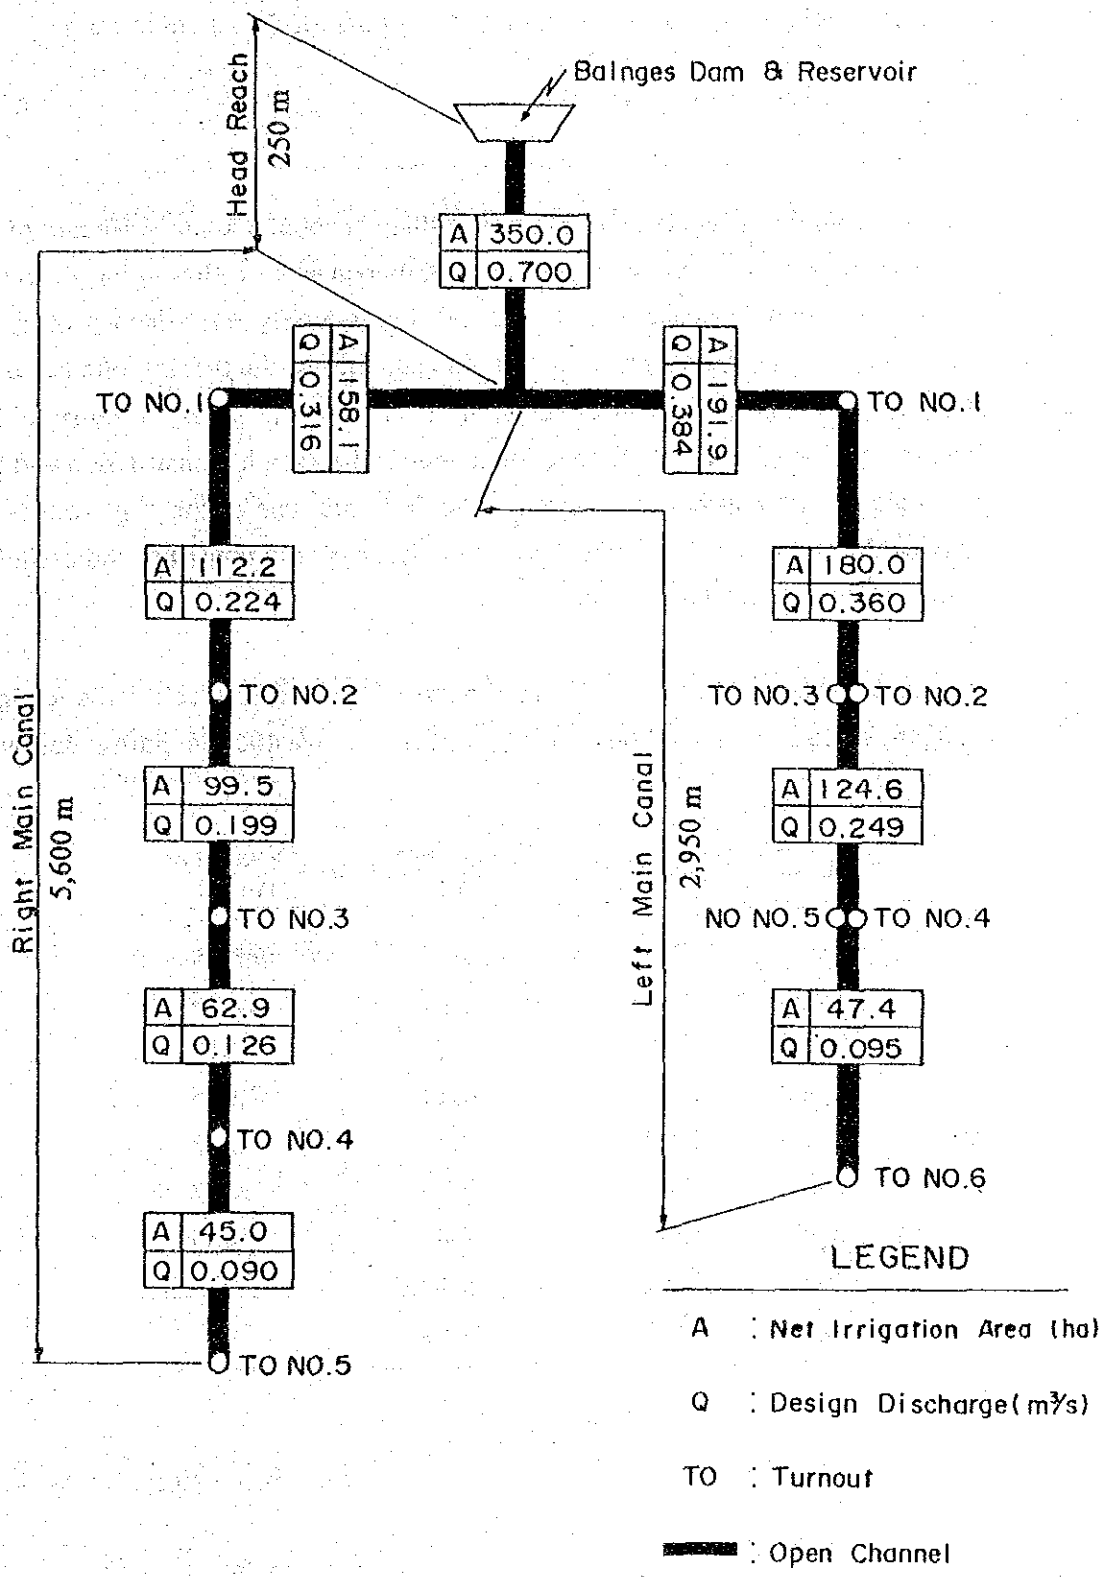 Balnges Dam & Reservoir
Head Reach
250 m
A 350.0
Q 0.700
A 158.1
Q 0.316
A 191.9
Q 0.384
TO NO.1
TO NO.1
A 112.2
Q 0.224
A 180.0
Q 0.360
TO NO.2
TO NO.3
TO NO.2
Right Main Canal
5,600 m
A 99.5
Q 0.199
Left Main Canal
2,950 m
A 124.6
Q 0.249
TO NO.3
NO NO.5
TO NO.4
A 62.9
Q 0.126
A 47.4
Q 0.095
TO NO.4
TO NO.6
A 45.0
Q 0.090
TO NO.5
LEGEND
A : Net Irrigation Area (ha)
Q : Design Discharge(m³/s)
TO : Turnout
: Open Channel